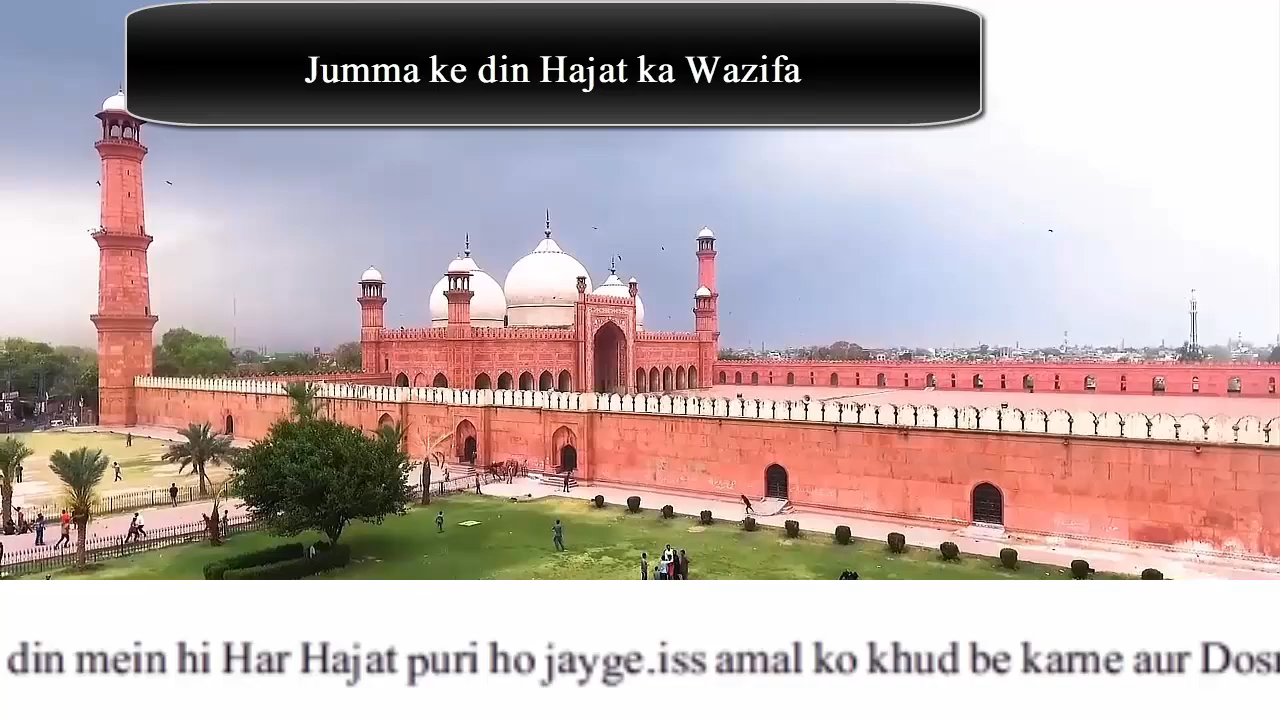 Jumma ke din Hajat ka Wazifa
din mein hi Har Hajat puri ho jayge.iss amal ko khud be karne aur